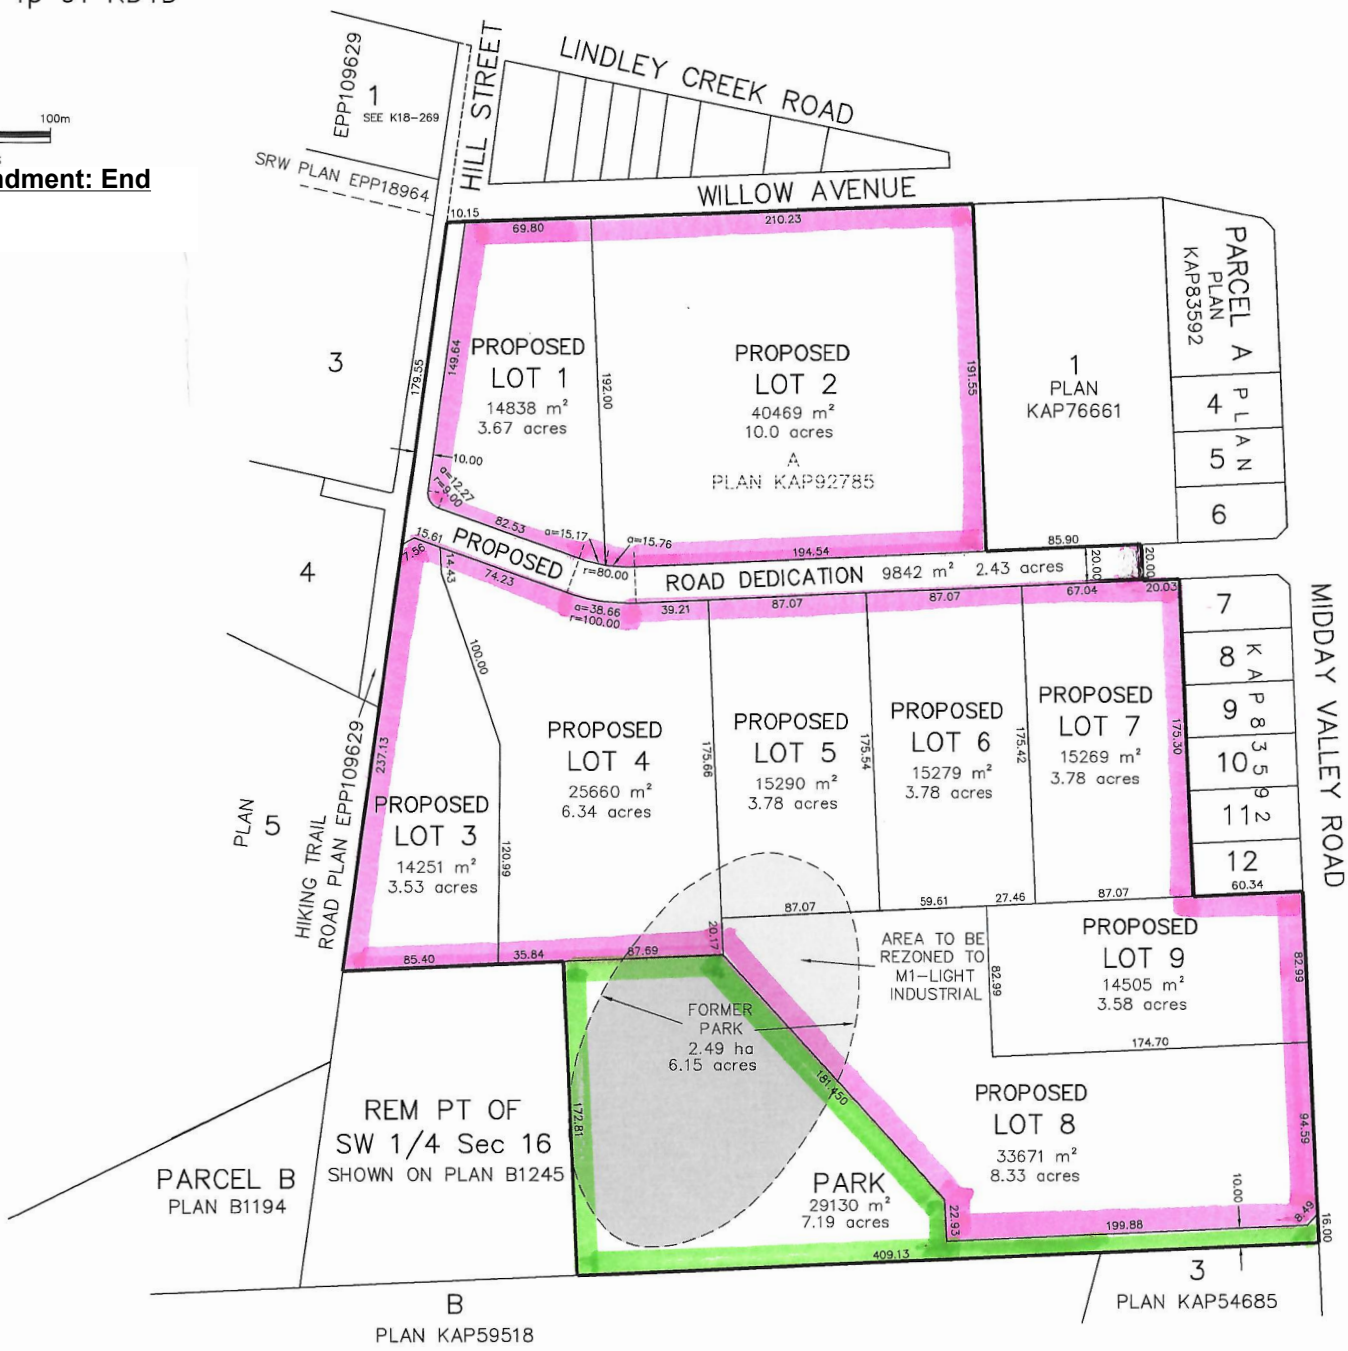 100m
ndment: End
EPP109629
1
SEE K18-269
SRW PLAN EPP18964
HILL STREET
LINDLEY CREEK ROAD
WILLOW AVENUE
10.15
69.80
210.23
3
179.55
149.64
PROPOSED
LOT 1
14838 m²
3.67 acres
192.00
PROPOSED
LOT 2
40469 m²
10.0 acres
A
PLAN KAP92785
191.55
1
PLAN
KAP76661
PARCEL A
PLAN
KAP83592
4
5
6
PLAN
10.00
a=12.27
r=9.00
82.53
a=15.17
a=15.76
r=80.00
194.54
85.90
20.00
20.00
PROPOSED
ROAD DEDICATION 9842 m² 2.43 acres
15.61
7.56
14.43
74.23
a=38.66
r=100.00
39.21
87.07
87.07
67.04
20.03
4
100.00
237.13
PROPOSED
LOT 3
14251 m²
3.53 acres
120.99
PROPOSED
LOT 4
25660 m²
6.34 acres
175.66
PROPOSED
LOT 5
15290 m²
3.78 acres
175.54
PROPOSED
LOT 6
15279 m²
3.78 acres
175.42
PROPOSED
LOT 7
15269 m²
3.78 acres
175.30
7
8
9
10
11
12
KAP83592
MIDDAY VALLEY ROAD
60.34
PLAN
5
HIKING TRAIL
ROAD PLAN EPP109629
85.40
35.84
87.59
20.17
87.07
59.61
27.46
87.07
AREA TO BE
REZONED TO
M1-LIGHT
INDUSTRIAL
82.99
PROPOSED
LOT 9
14505 m²
3.58 acres
82.99
174.70
FORMER
PARK
2.49 ha
6.15 acres
181.450
172.81
PROPOSED
LOT 8
33671 m²
8.33 acres
94.59
REM PT OF
SW 1/4 Sec 16
SHOWN ON PLAN B1245
PARCEL B
PLAN B1194
PARK
29130 m²
7.19 acres
22.93
199.88
10.00
8.49
16.00
409.13
B
PLAN KAP59518
3
PLAN KAP54685